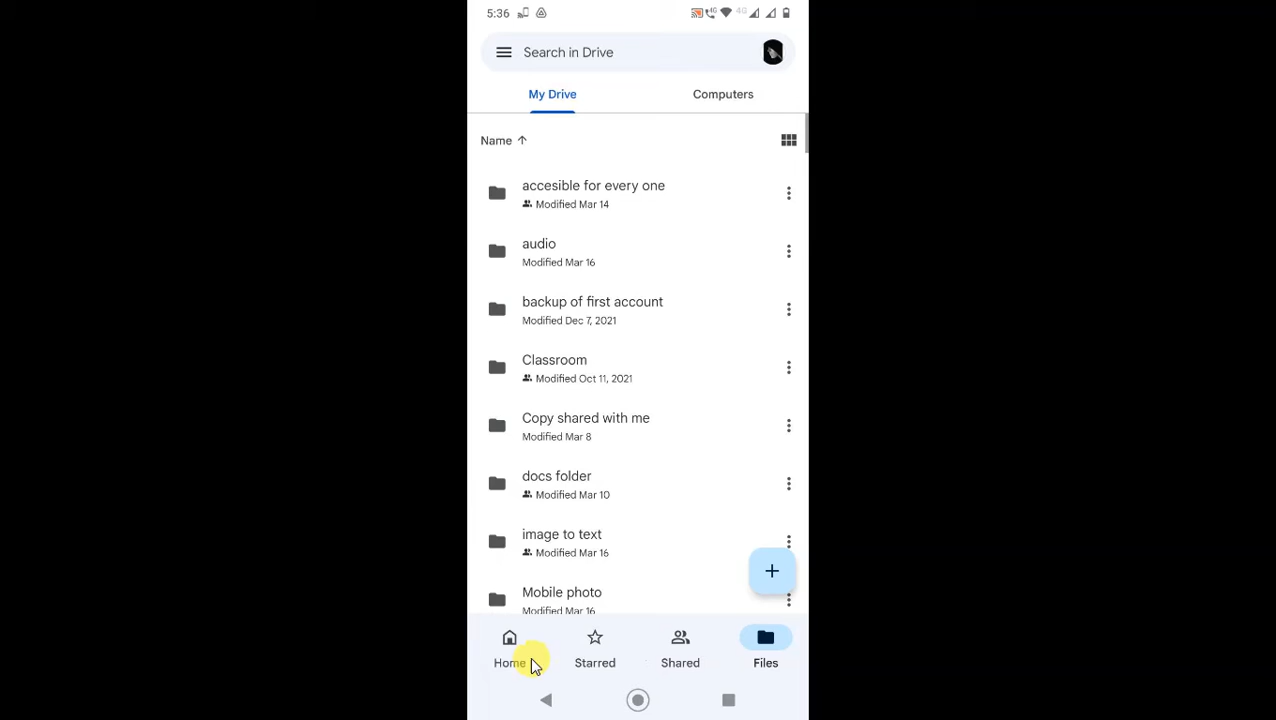 5:36 4G 4G
Search in Drive
My Drive Computers
Name
accesible for every one
Modified Mar 14
audio
Modified Mar 16
backup of first account
Modified Dec 7, 2021
Classroom
Modified Oct 11, 2021
Copy shared with me
Modified Mar 8
docs folder
Modified Mar 10
image to text
Modified Mar 16
Mobile photo
Modified Mar 16
Home Starred Shared Files